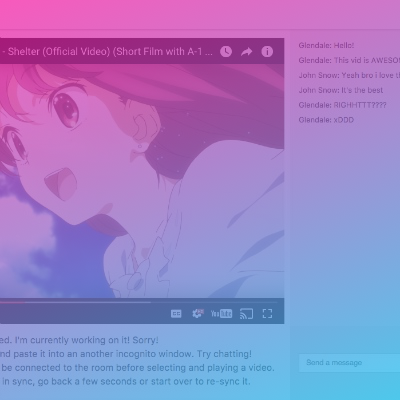 - Shelter (Official Video) (Short Film with A-1 ...
Glendale: Hello!
Glendale: This vid is AWESO
John Snow: Yeah bro i love t
John Snow: It's the best
Glendale: RIGHHTTT????
Glendale: xDDD
CC
HD
YouTube
ed. I'm currently working on it! Sorry!
nd paste it into an another incognito window. Try chatting!
be connected to the room before selecting and playing a video.
in sync, go back a few seconds or start over to re-sync it.
Send a message